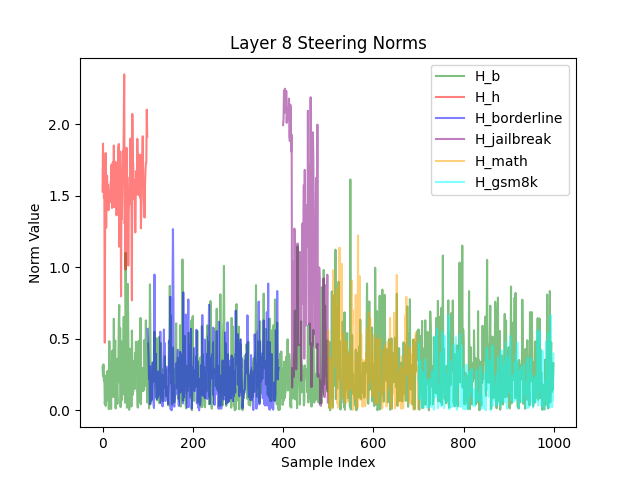 Layer 8 Steering Norms
H_b
H_h
H_borderline
H_jailbreak
H_math
H_gsm8k
Norm Value
2.0
1.5
1.0
0.5
0.0
0
200
400
600
800
1000
Sample Index